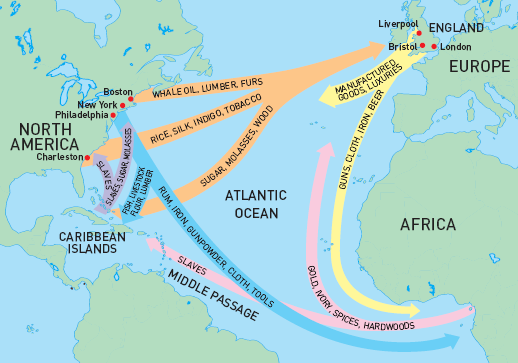 Liverpool
ENGLAND
Bristol
London
EUROPE
Boston
New York
Philadelphia
WHALE OIL, LUMBER, FURS
MANUFACTURED
GOODS, LUXURIES
RICE, SILK, INDIGO, TOBACCO
NORTH
AMERICA
Charleston
SLAVES
SLAVES, SUGAR, MOLASSES
FISH, LIVESTOCK
FLOUR, LUMBER
SUGAR, MOLASSES, WOOD
GUNS, CLOTH, IRON, BEER
ATLANTIC
OCEAN
AFRICA
CARIBBEAN
ISLANDS
RUM, IRON, GUNPOWDER, CLOTH, TOOLS
SLAVES
MIDDLE PASSAGE
GOLD, IVORY, SPICES, HARDWOODS